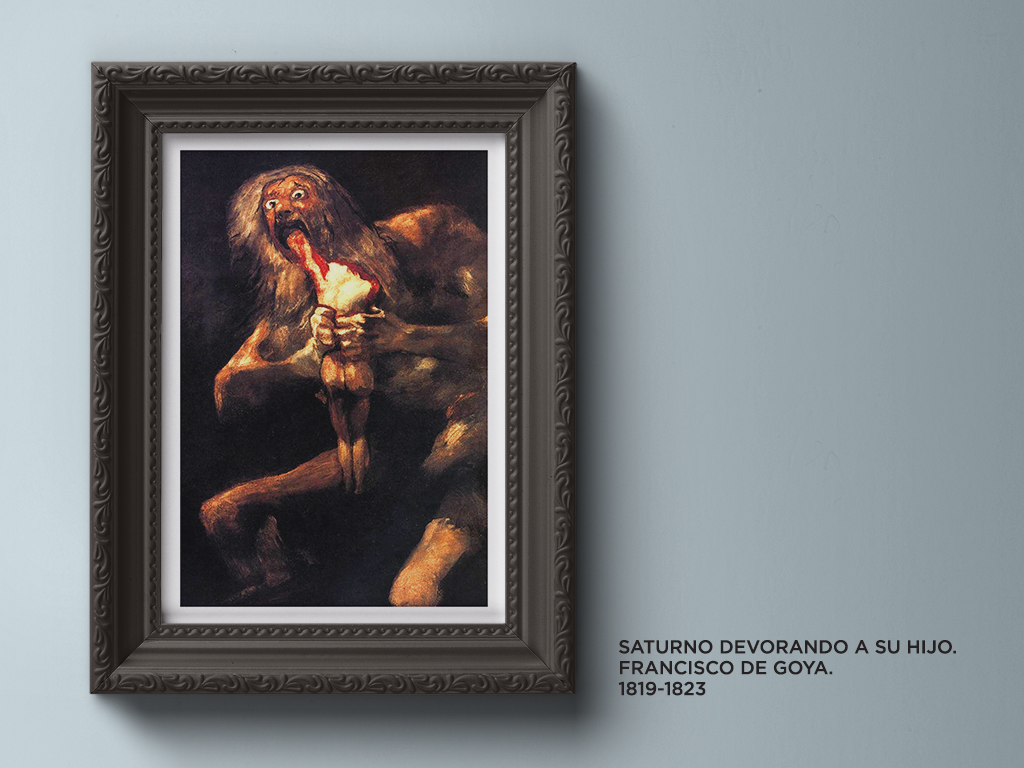 SATURNO DEVORANDO A SU HIJO.
FRANCISCO DE GOYA.
1819-1823